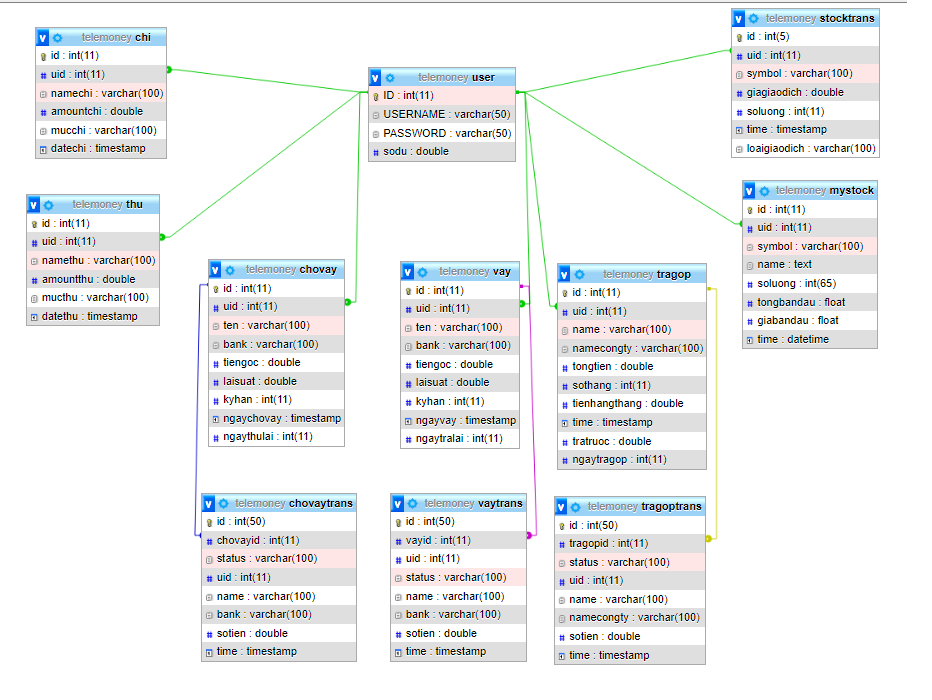 telemoney chi
id : int(11)
uid : int(11)
namechi : varchar(100)
amountchi : double
mucchi : varchar(100)
datechi : timestamp
telemoney user
ID : int(11)
USERNAME : varchar(50)
PASSWORD : varchar(50)
sodu : double
telemoney stocktrans
id : int(5)
uid : int(11)
symbol : varchar(100)
giagiaodich : double
soluong : int(11)
time : timestamp
loaigiaodich : varchar(100)
telemoney thu
id : int(11)
uid : int(11)
namethu : varchar(100)
amountthu : double
mucthu : varchar(100)
datethu : timestamp
telemoney mystock
id : int(11)
uid : int(11)
symbol : varchar(100)
name : text
soluong : int(65)
tongbandau : float
giabandau : float
time : datetime
telemoney chovay
id : int(11)
uid : int(11)
ten : varchar(100)
bank : varchar(100)
tiengoc : double
laisuat : double
kyhan : int(11)
ngaychovay : timestamp
ngaythulai : int(11)
telemoney vay
id : int(11)
uid : int(11)
ten : varchar(100)
bank : varchar(100)
tiengoc : double
laisuat : double
kyhan : int(11)
ngayvay : timestamp
ngaytralai : int(11)
telemoney tragop
id : int(11)
uid : int(11)
name : varchar(100)
namecongty : varchar(100)
tongtien : double
sothang : int(11)
tienhangthang : double
time : timestamp
tratruoc : double
ngaytragop : int(11)
telemoney chovaytrans
id : int(50)
chovayid : int(11)
status : varchar(100)
uid : int(11)
name : varchar(100)
bank : varchar(100)
sotien : double
time : timestamp
telemoney vaytrans
id : int(50)
vayid : int(11)
uid : int(11)
status : varchar(100)
name : varchar(100)
bank : varchar(100)
sotien : double
time : timestamp
telemoney tragoptrans
id : int(50)
tragopid : int(11)
status : varchar(100)
uid : int(11)
name : varchar(100)
namecongty : varchar(100)
sotien : double
time : timestamp